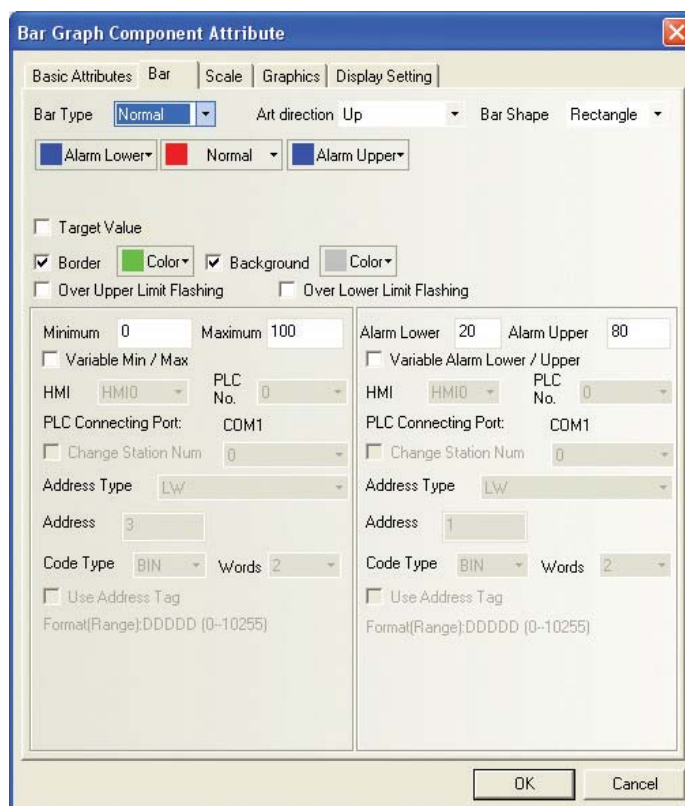 Bar Graph Component Attribute
Basic Attributes Bar Scale Graphics Display Setting
Bar Type Normal Art direction Up Bar Shape Rectangle
Alarm Lower Normal Alarm Upper
Target Value
Border Color Background Color
Over Upper Limit Flashing Over Lower Limit Flashing
Minimum 0 Maximum 100
Variable Min / Max
HMI HMI0 PLC No. 0
PLC Connecting Port: COM1
Change Station Num 0
Address Type LW
Address 3
Code Type BIN Words 2
Use Address Tag
Format(Range):DDDDD (0--10255)
Alarm Lower 20 Alarm Upper 80
Variable Alarm Lower / Upper
HMI HMI0 PLC No. 0
PLC Connecting Port: COM1
Change Station Num 0
Address Type LW
Address 1
Code Type BIN Words 2
Use Address Tag
Format(Range):DDDDD (0--10255)
OK Cancel